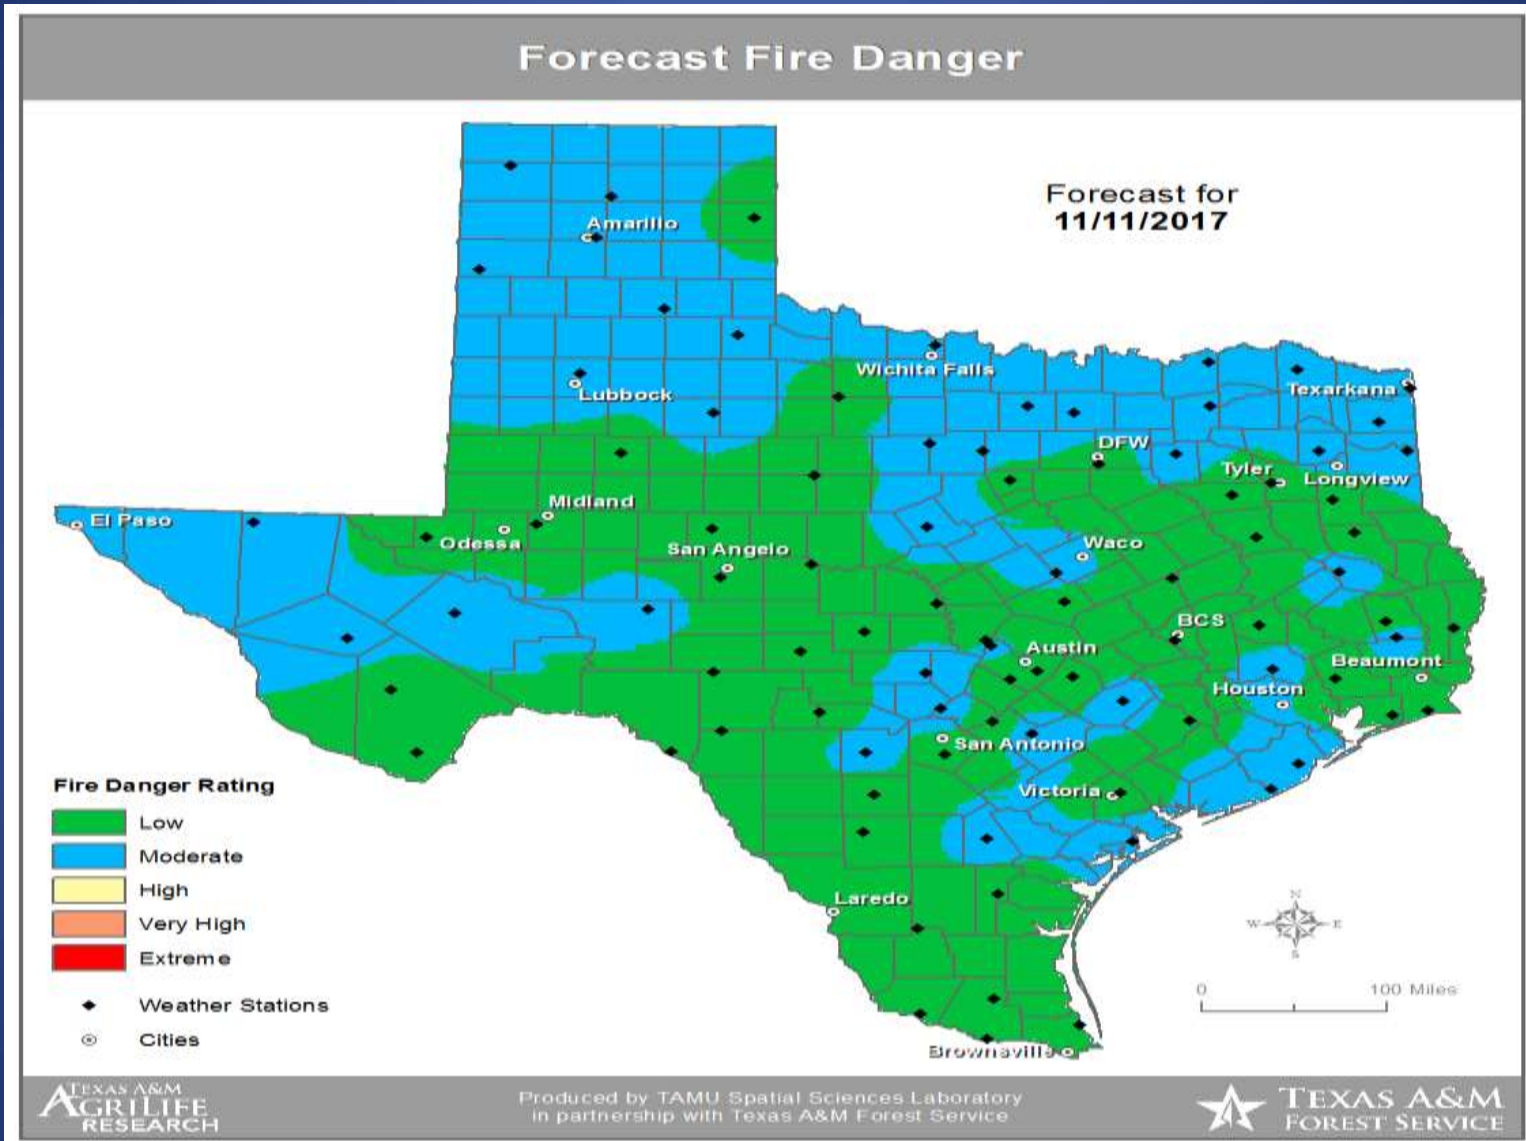 Forecast Fire Danger
Forecast for
11/11/2017
Amarillo
Wichita Falls
Texarkana
Lubbock
DFW
Tyler
Longview
Midland
El Paso
Odessa
San Angelo
Waco
BCS
Austin
Beaumont
Houston
San Antonio
Victoria
Laredo
Brownsville
Fire Danger Rating
Low
Moderate
High
Very High
Extreme
Weather Stations
Cities
N
W E
S
0 100 Miles
TEXAS A&M
AGRILIFE
RESEARCH
Produced by TAMU Spatial Sciences Laboratory
in partnership with Texas A&M Forest Service
TEXAS A&M
FOREST SERVICE